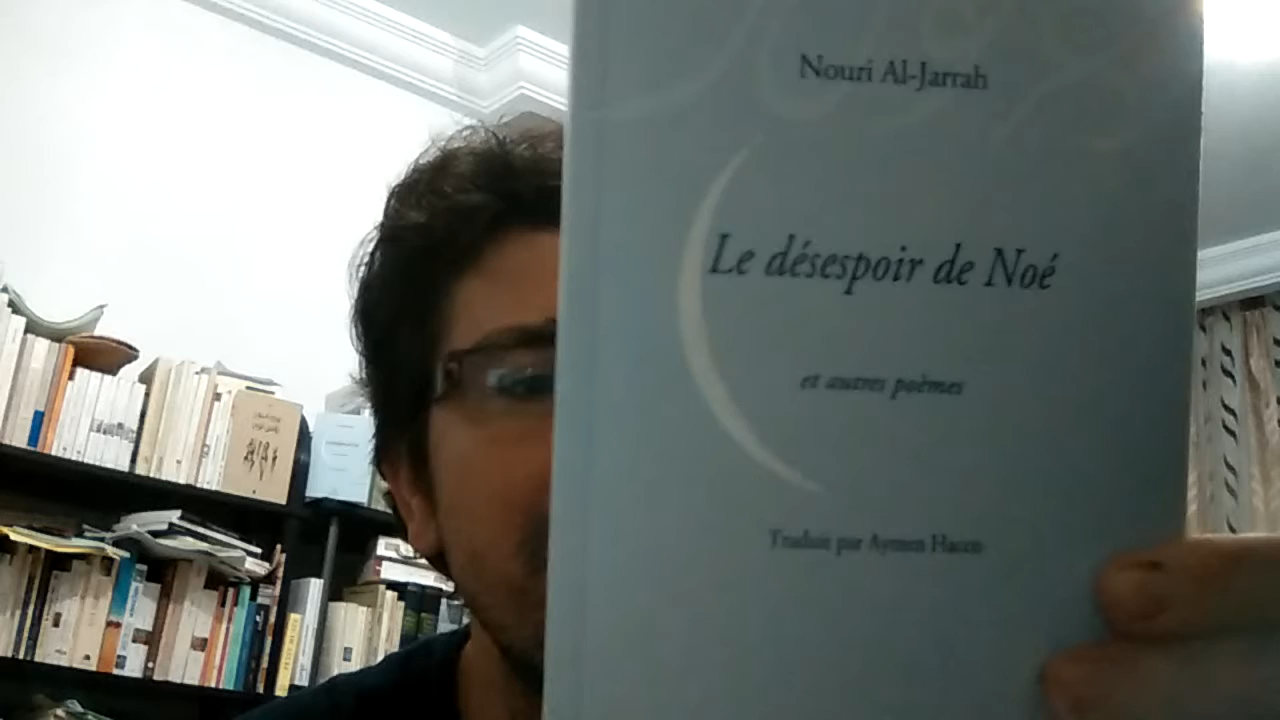 Nouri Al-Jarrah
Le désespoir de Noé
et autres poèmes
Traduit par Aymen Hacen